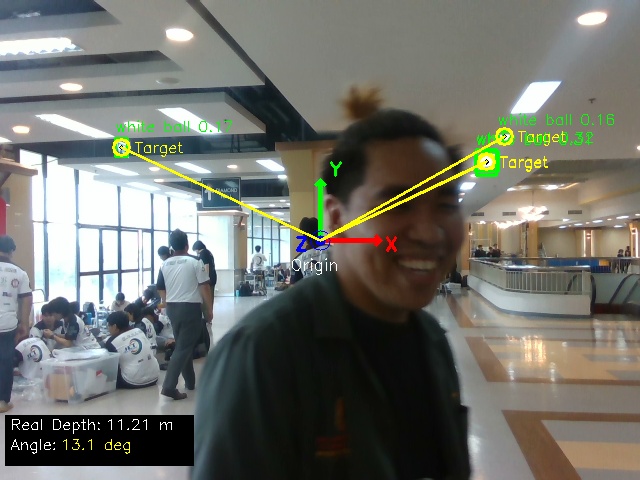 white ball 0.16
white ball 0.17
Target
Target
Target
Y
DIAMOND
Z
X
Origin
Real Depth: 11.21 m
Angle: 13.1 deg